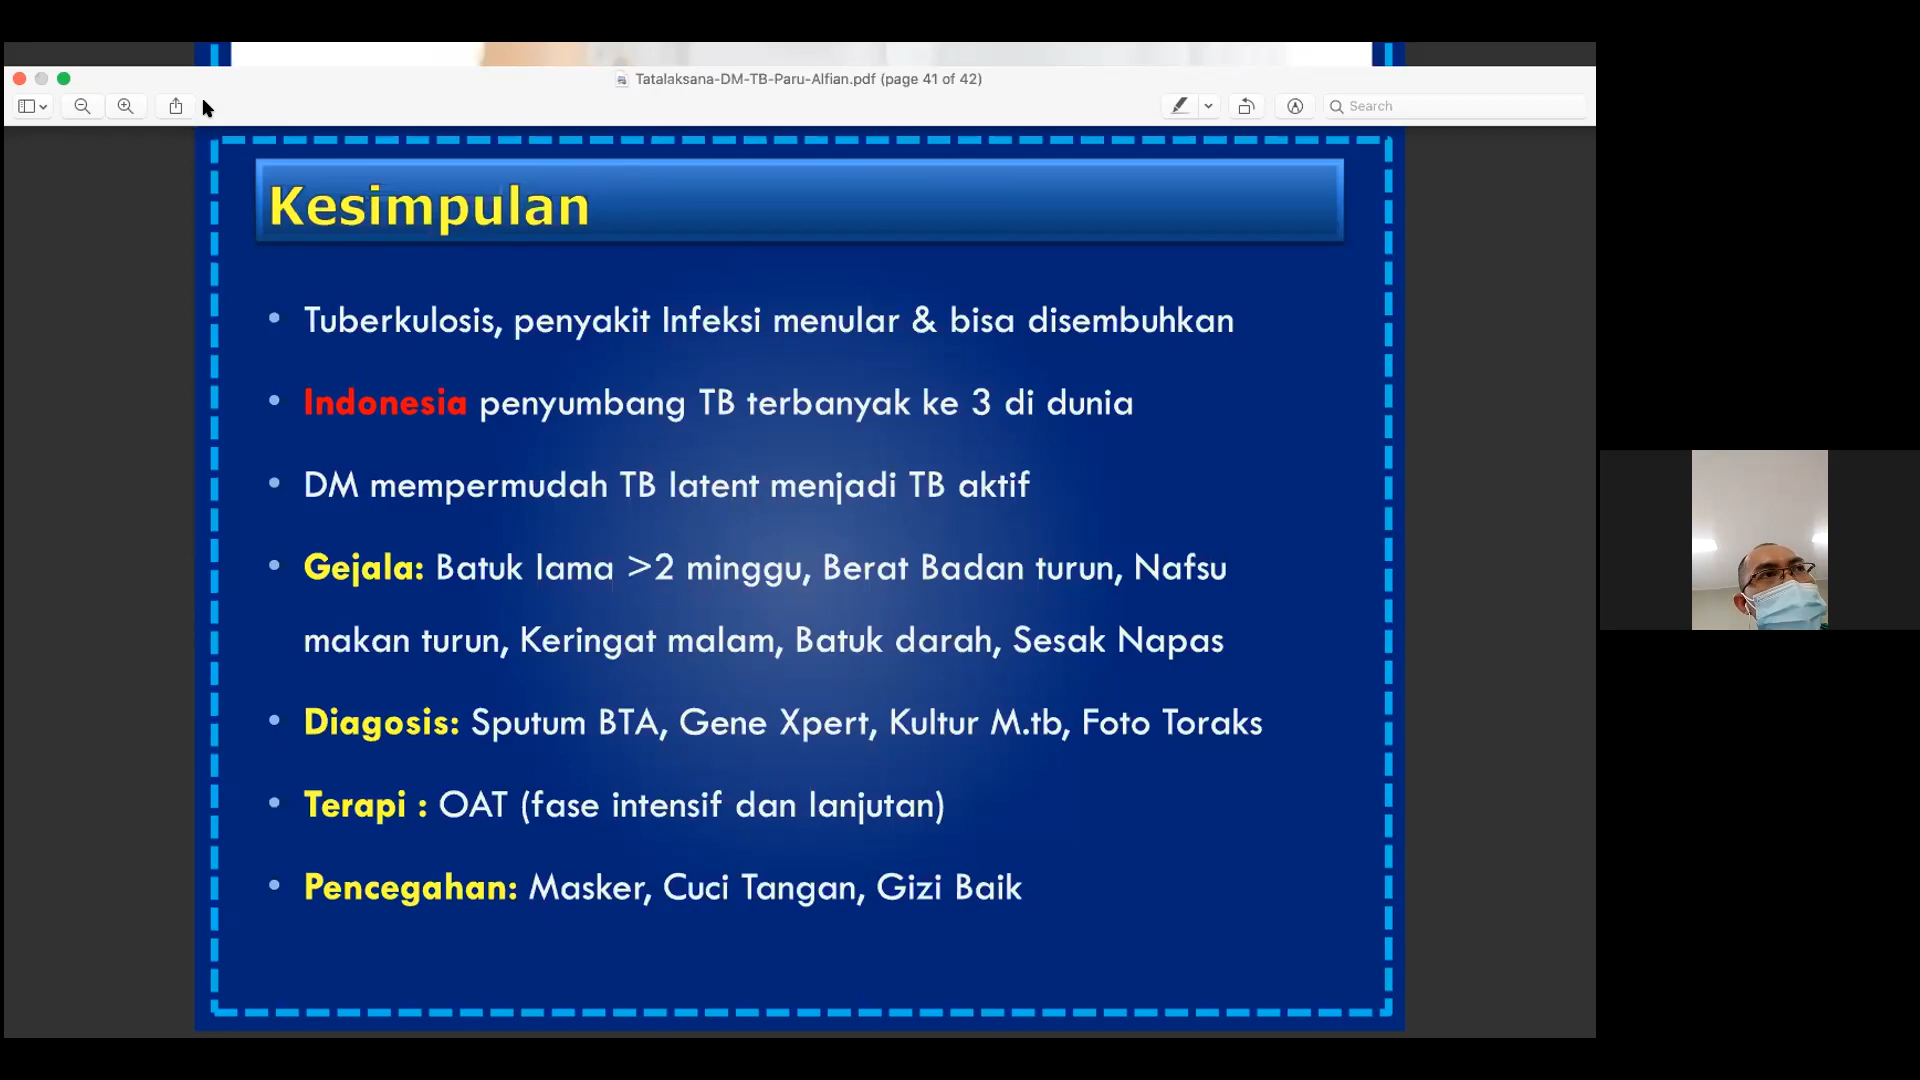 Tatalaksana-DM-TB-Paru-Alfian.pdf (page 41 of 42)
Search
Kesimpulan
• Tuberkulosis, penyakit Infeksi menular & bisa disembuhkan
• Indonesia penyumbang TB terbanyak ke 3 di dunia
• DM mempermudah TB latent menjadi TB aktif
• Gejala: Batuk lama >2 minggu, Berat Badan turun, Nafsu
makan turun, Keringat malam, Batuk darah, Sesak Napas
• Diagosis: Sputum BTA, Gene Xpert, Kultur M.tb, Foto Toraks
• Terapi : OAT (fase intensif dan lanjutan)
• Pencegahan: Masker, Cuci Tangan, Gizi Baik